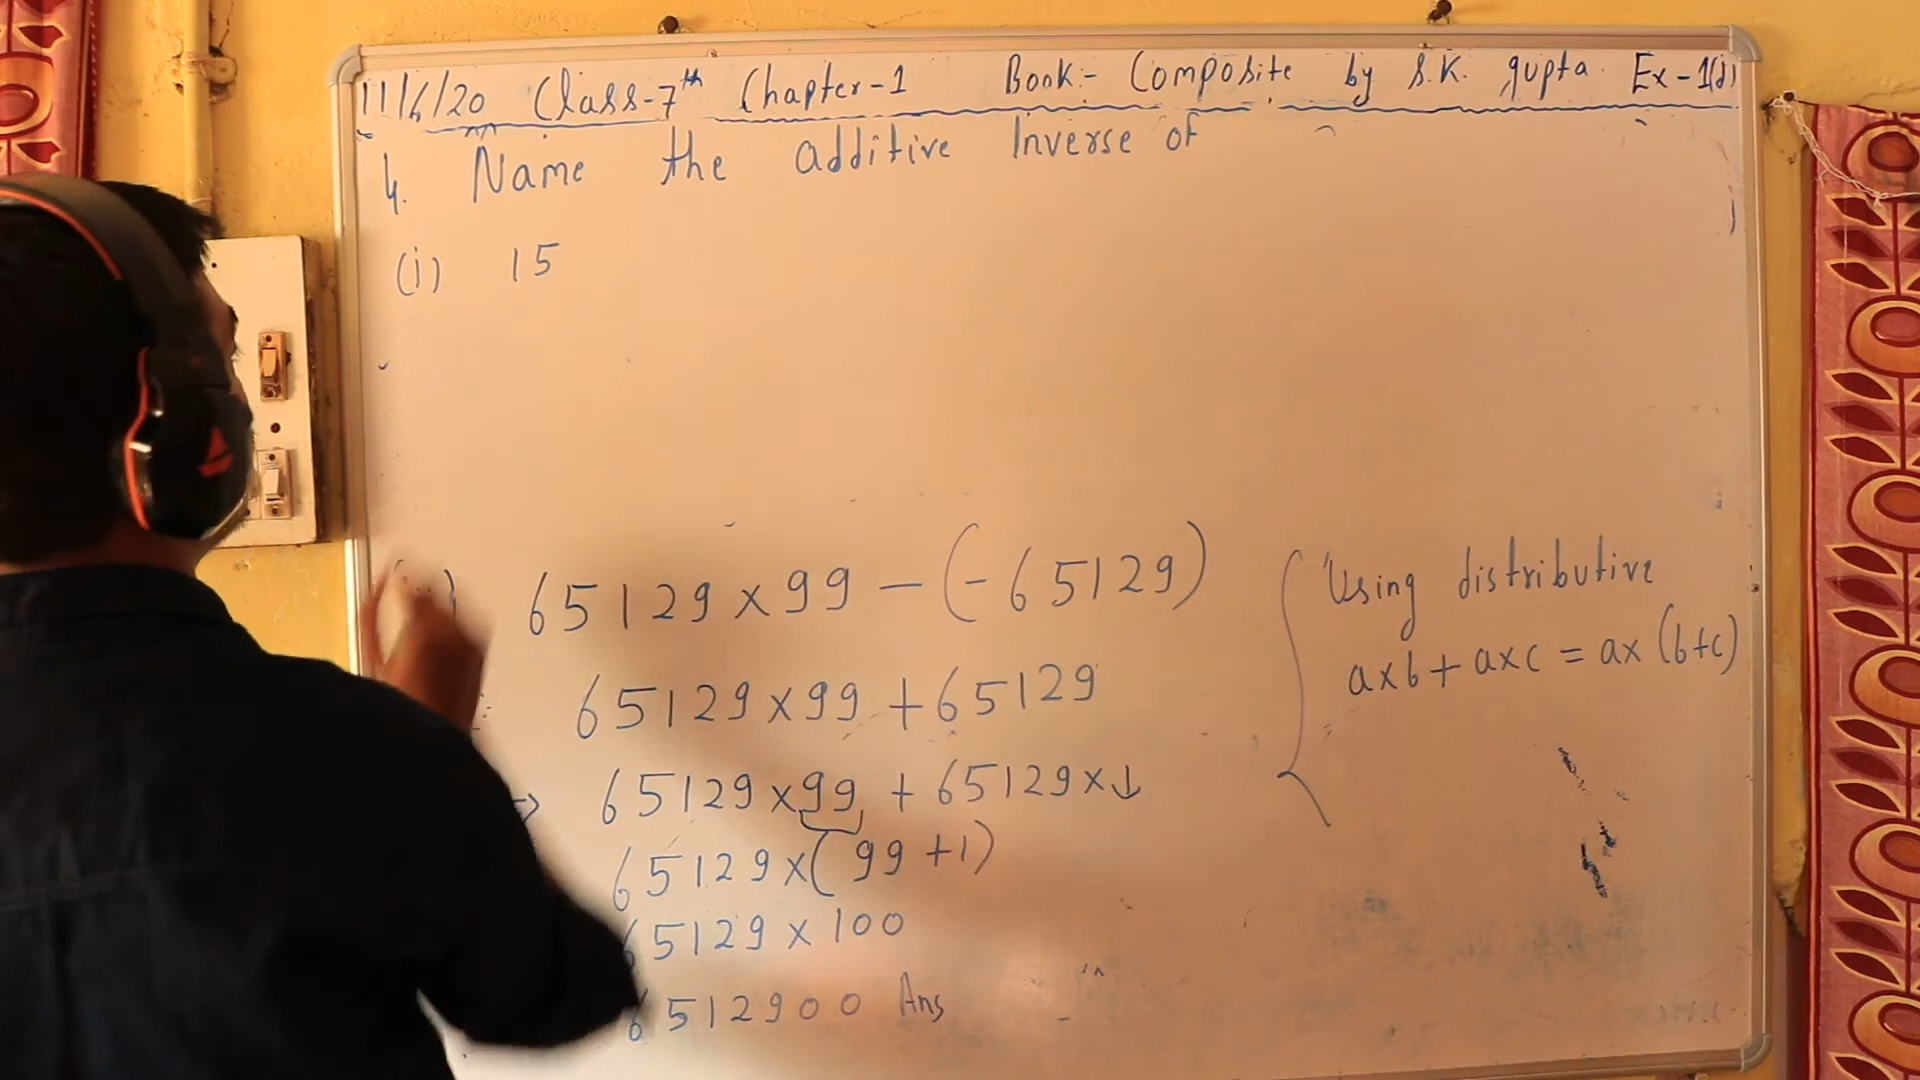 11/6/20 Class-7th Chapter-1 Book:- Composite by S.K. gupta. Ex-1(d)
4. Name the additive Inverse of
(i) 15
65129×99-(-65129)
65129×99+65129
→ 65129×99+65129×1
65129×(99+1)
65129×100
6512900 Ans
Using distributive
a×b+a×c=a×(b+c)